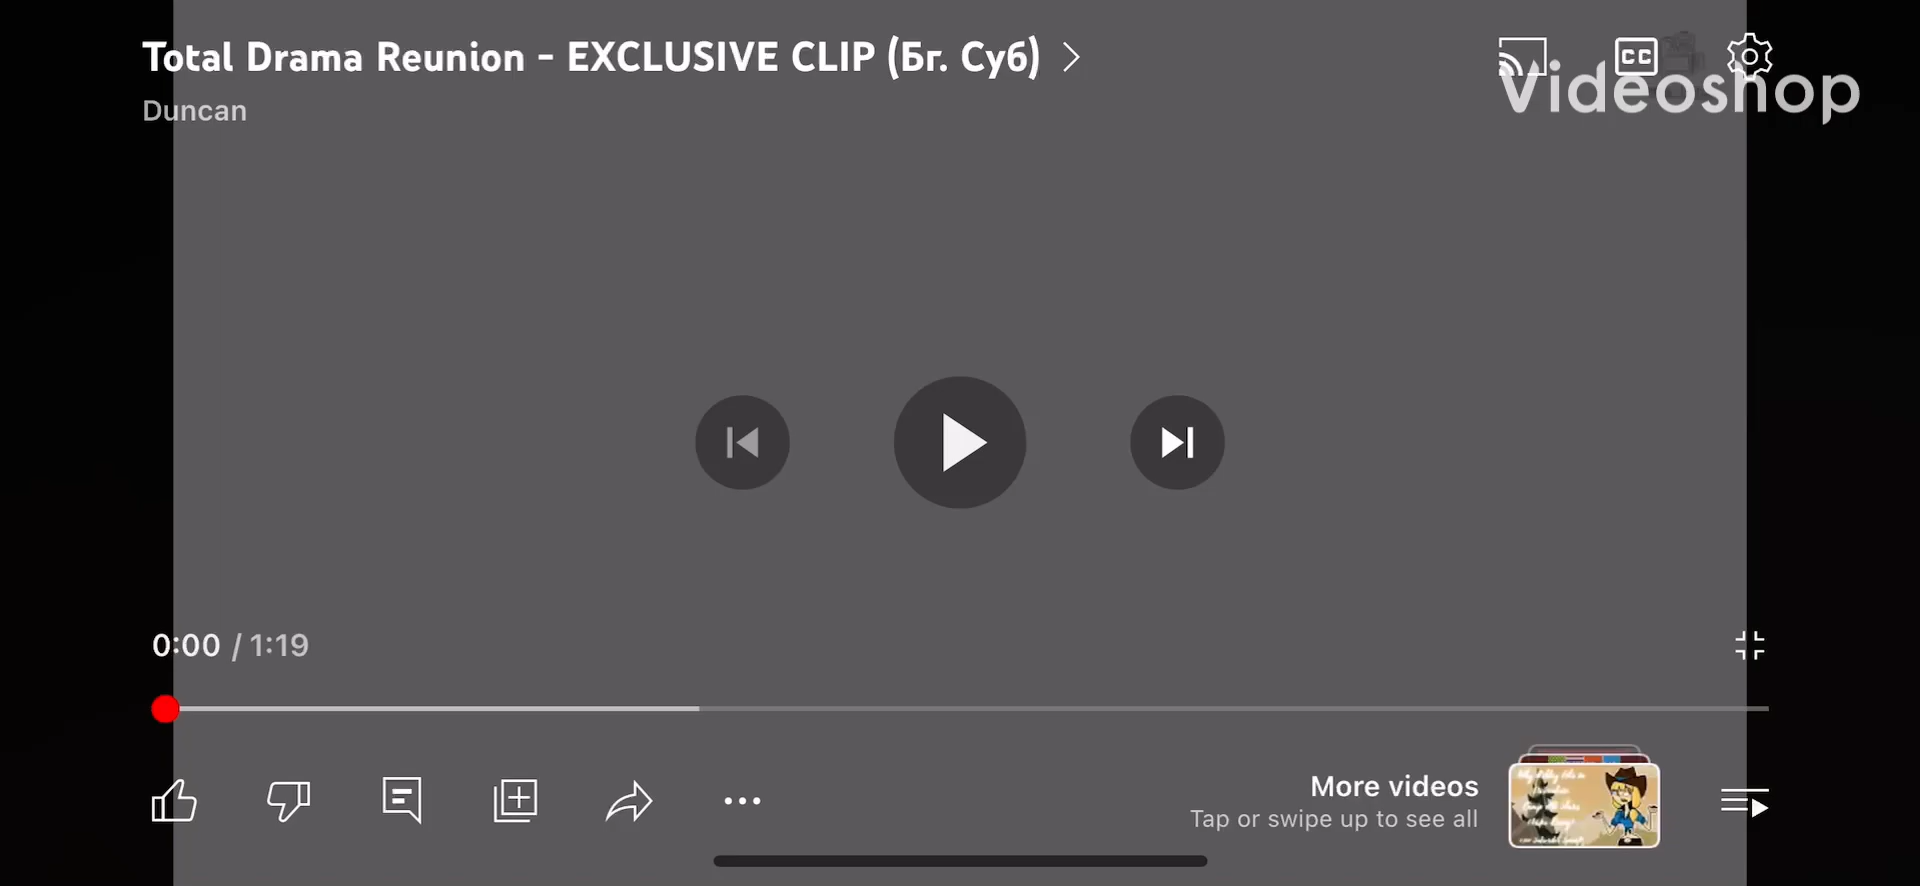 Total Drama Reunion - EXCLUSIVE CLIP (Бг. Суб)
Duncan
CC
Videoshop
0:00 / 1:19
More videos
Tap or swipe up to see all